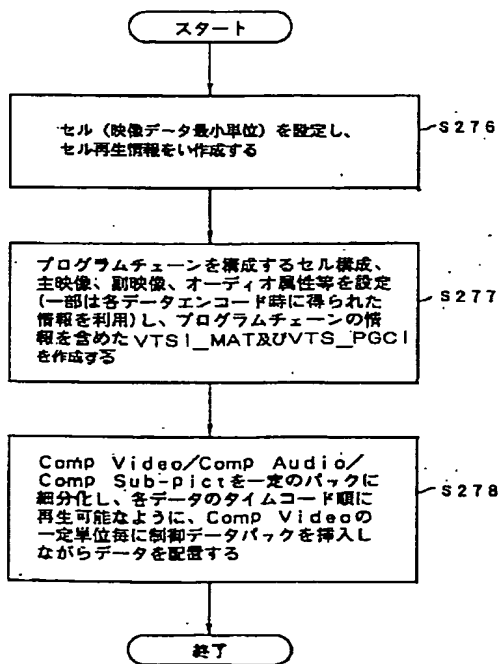 スタート
セル（映像データ最小単位）を設定し、
セル再生情報をい作成する
S276
プログラムチェーンを構成するセル構成、
主映像、副映像、オーディオ属性等を設定
(一部は各データエンコード時に得られた
情報を利用)し、プログラムチェーンの情
報を含めたVTSI_MAT及びVTS_PGCI
を作成する
S277
Comp Video/Comp Audio/
Comp Sub-pictを一定のパックに
細分化し、各データのタイムコード順に
再生可能なように、Comp Videoの
一定単位毎に制御データパックを挿入し
ながらデータを配置する
S278
終了